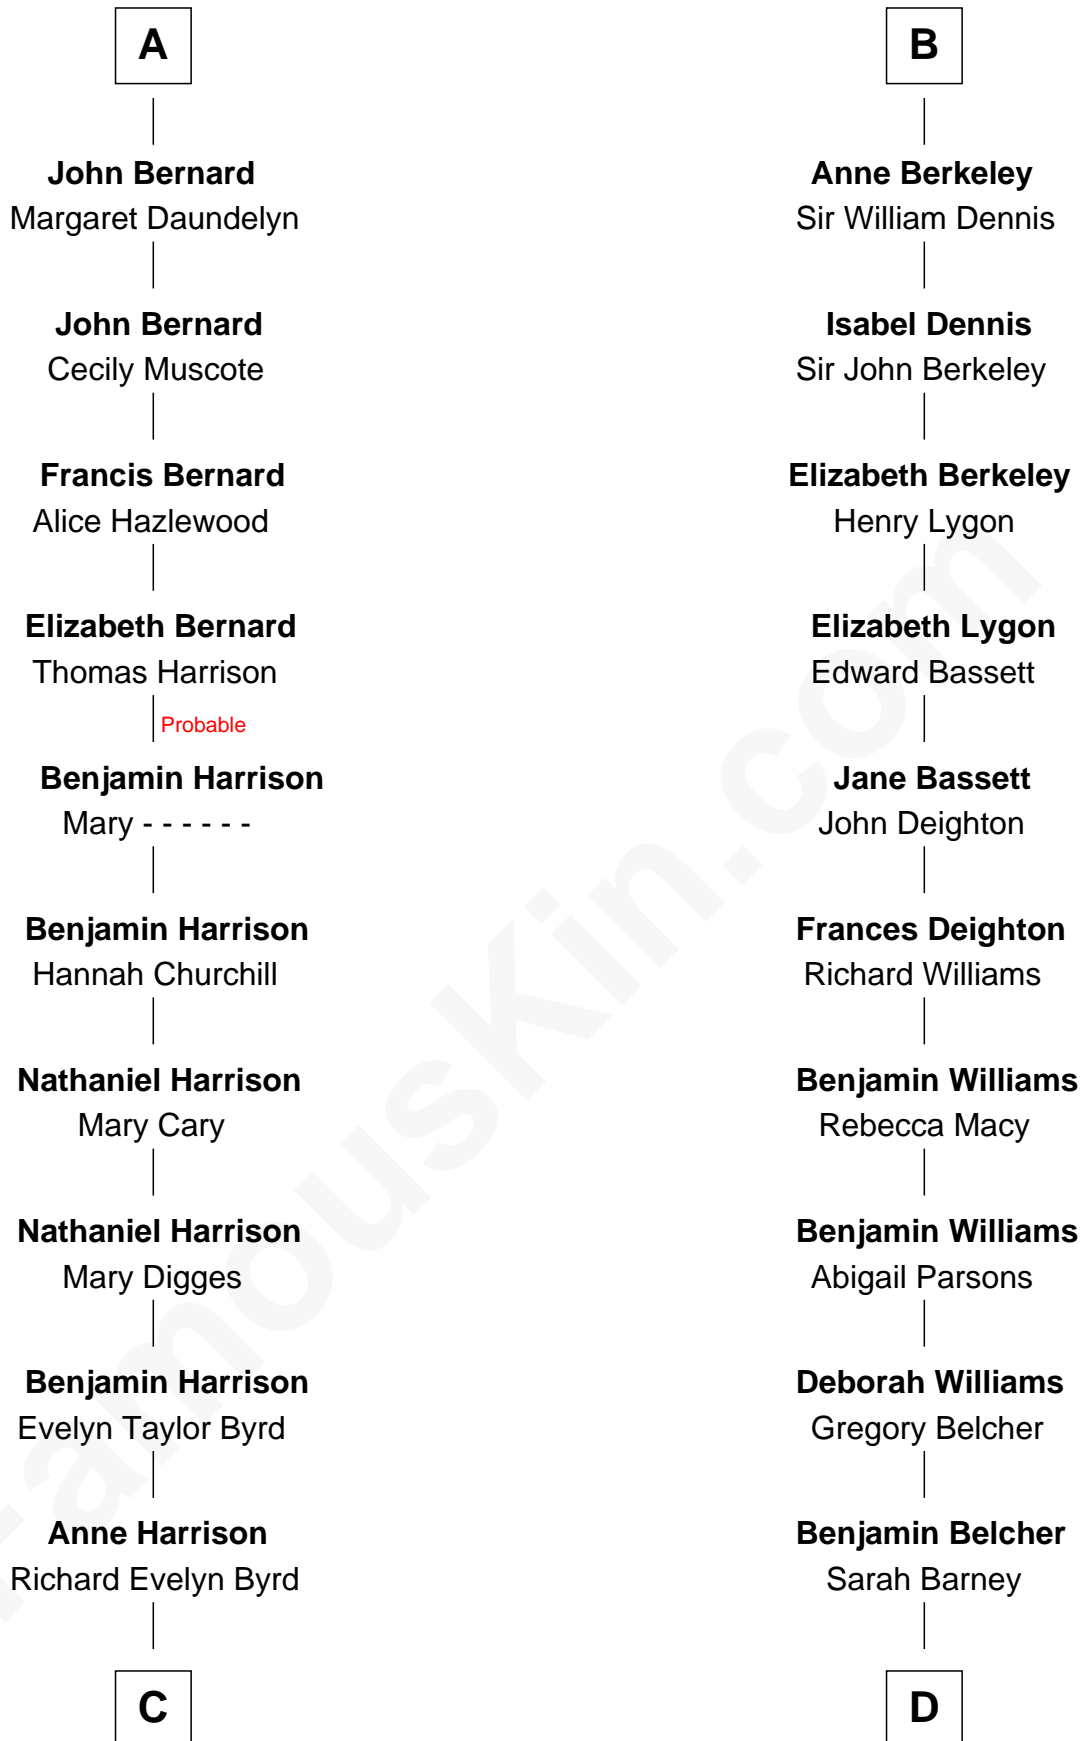 A
John Bernard
Margaret Daundelyn
John Bernard
Cecily Muscote
Francis Bernard
Alice Hazlewood
Elizabeth Bernard
Thomas Harrison
Probable
Benjamin Harrison
Mary - - - - - -
Benjamin Harrison
Hannah Churchill
Nathaniel Harrison
Mary Cary
Nathaniel Harrison
Mary Digges
Benjamin Harrison
Evelyn Taylor Byrd
Anne Harrison
Richard Evelyn Byrd
C
B
Anne Berkeley
Sir William Dennis
Isabel Dennis
Sir John Berkeley
Elizabeth Berkeley
Henry Lygon
Elizabeth Lygon
Edward Bassett
Jane Bassett
John Deighton
Frances Deighton
Richard Williams
Benjamin Williams
Rebecca Macy
Benjamin Williams
Abigail Parsons
Deborah Williams
Gregory Belcher
Benjamin Belcher
Sarah Barney
D
FamousKin.com